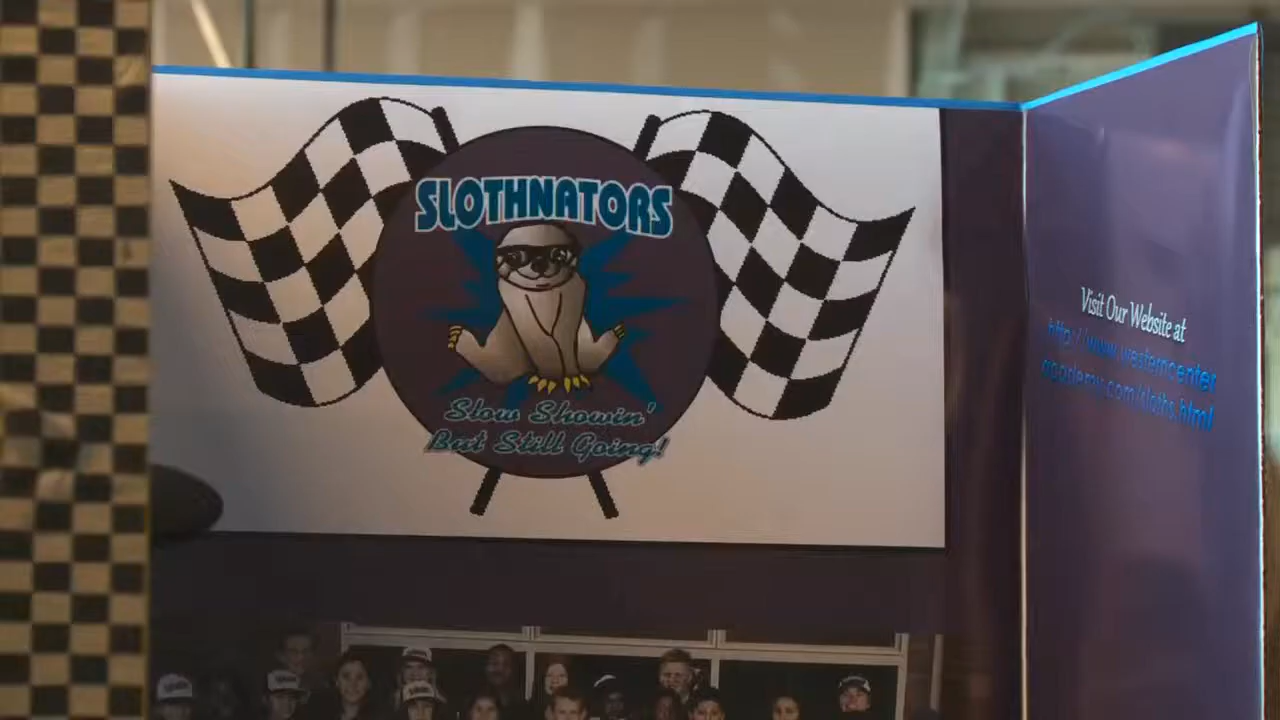 SLOTHNATORS
Slow Showin'
But Still Going!
Visit Our Website at
http://www.westerncenter
academy.com/sloths.html